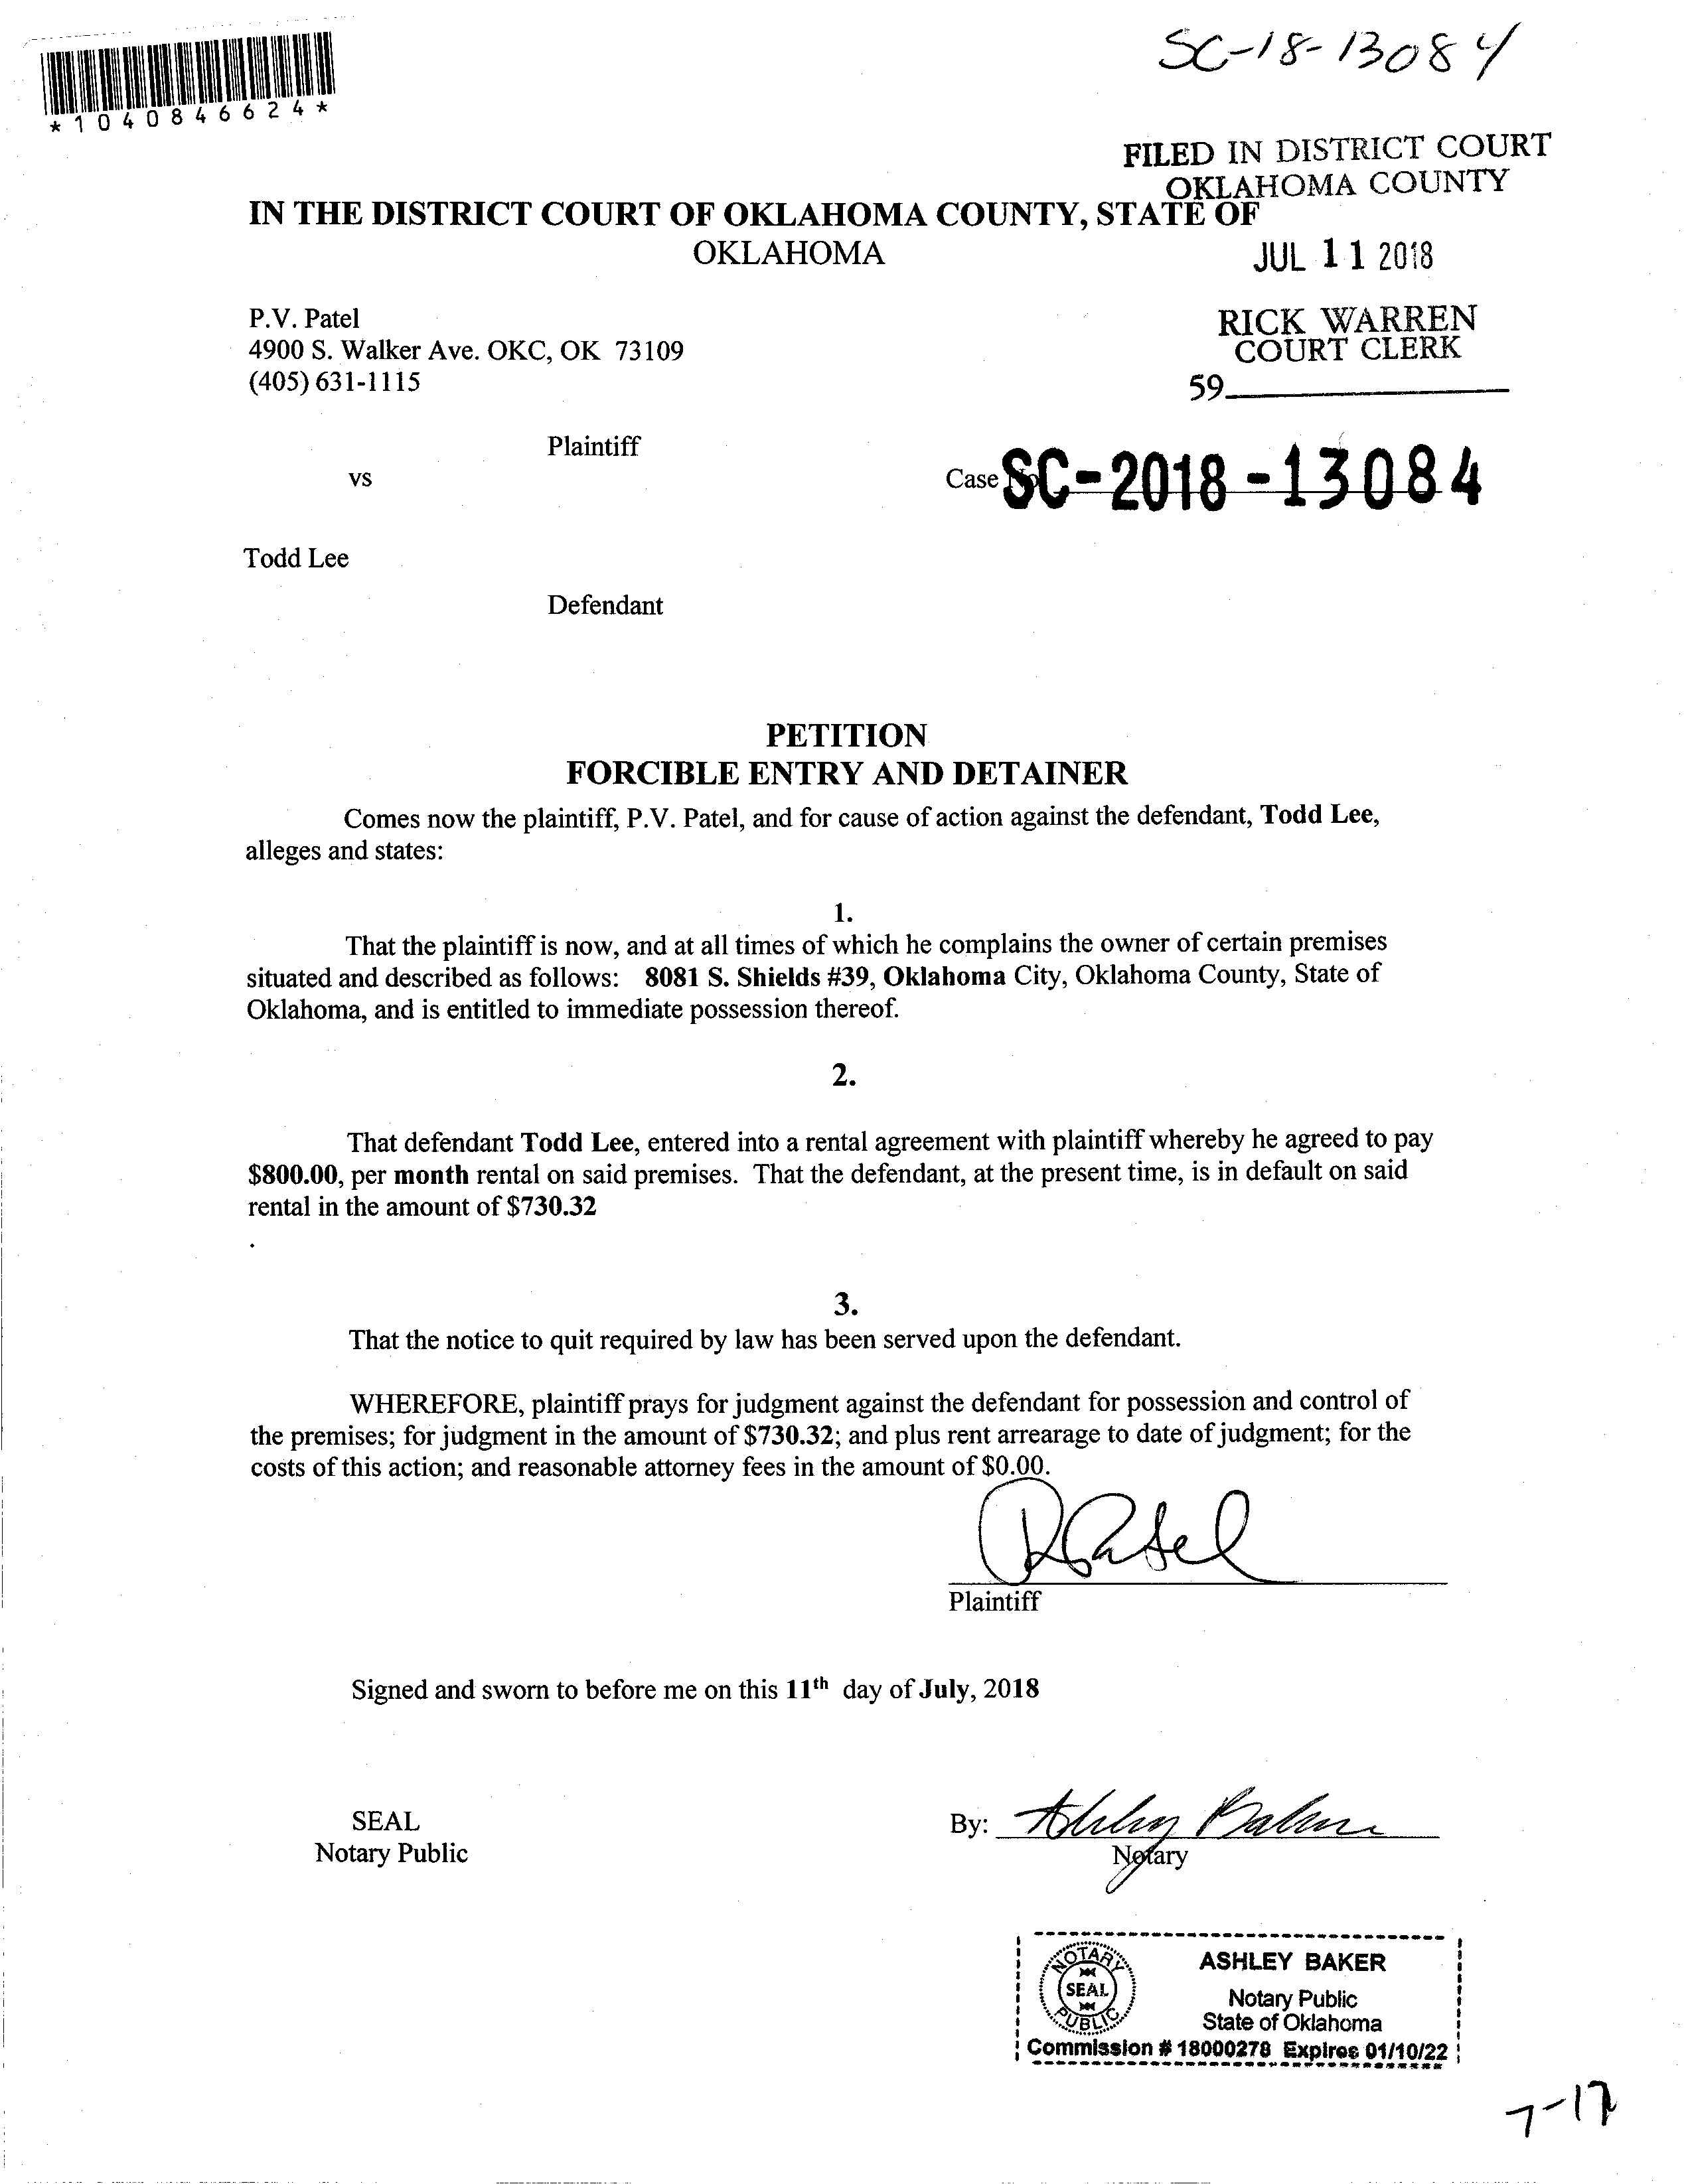 SC-18-13084
*1040846624*
FILED IN DISTRICT COURT
OKLAHOMA COUNTY
IN THE DISTRICT COURT OF OKLAHOMA COUNTY, STATE OF
OKLAHOMA
JUL 11 2018
P.V. Patel
4900 S. Walker Ave. OKC, OK 73109
(405) 631-1115
RICK WARREN
COURT CLERK
59
Plaintiff
vs
Case No. SC-2018-13084
Todd Lee
Defendant
PETITION
FORCIBLE ENTRY AND DETAINER
Comes now the plaintiff, P.V. Patel, and for cause of action against the defendant, Todd Lee,
alleges and states:
1.
That the plaintiff is now, and at all times of which he complains the owner of certain premises
situated and described as follows: 8081 S. Shields #39, Oklahoma City, Oklahoma County, State of
Oklahoma, and is entitled to immediate possession thereof.
2.
That defendant Todd Lee, entered into a rental agreement with plaintiff whereby he agreed to pay
$800.00, per month rental on said premises. That the defendant, at the present time, is in default on said
rental in the amount of $730.32
.
3.
That the notice to quit required by law has been served upon the defendant.
WHEREFORE, plaintiff prays for judgment against the defendant for possession and control of
the premises; for judgment in the amount of $730.32; and plus rent arrearage to date of judgment; for the
costs of this action; and reasonable attorney fees in the amount of $0.00.
Plaintiff
Signed and sworn to before me on this 11th day of July, 2018
SEAL
Notary Public
By: Ashley Baker
Notary
NOTARY
SEAL
PUBLIC
ASHLEY BAKER
Notary Public
State of Oklahoma
Commission # 18000278 Expires 01/10/22
7-17